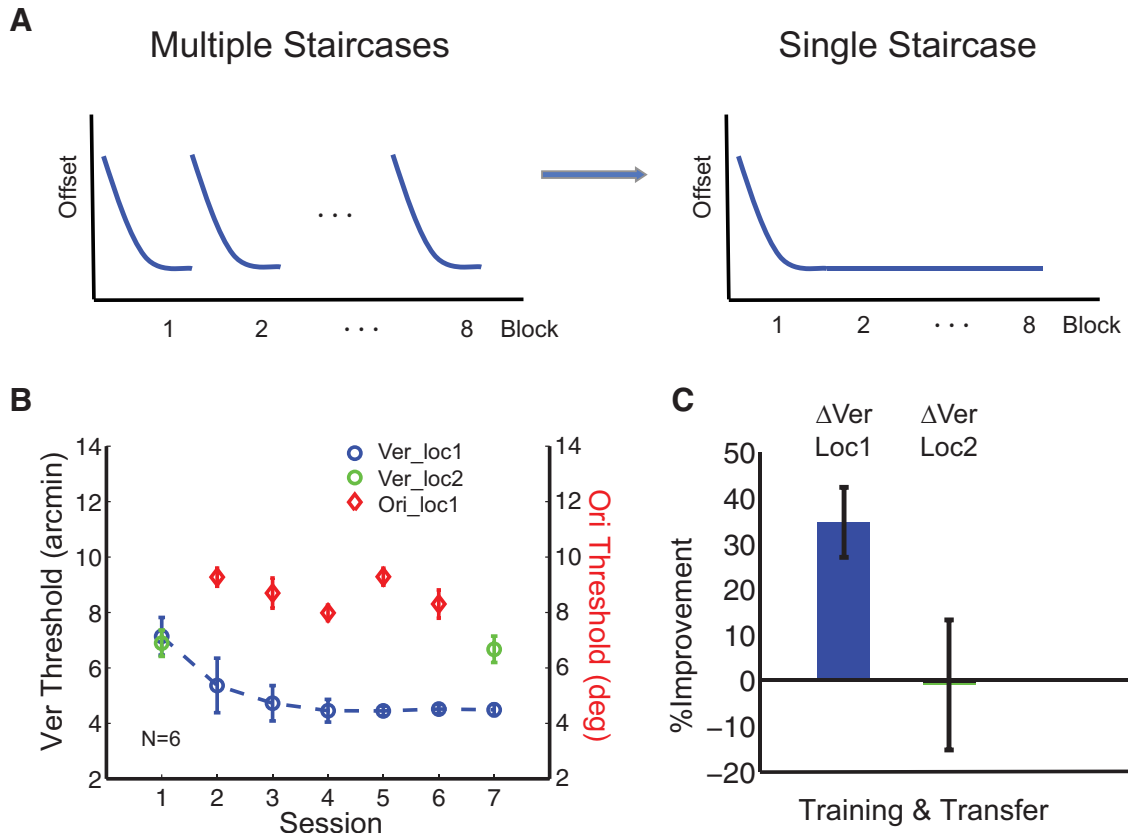 A
Multiple Staircases
Single Staircase
Offset
1 2 · · · 8 Block
· · ·
Offset
1 2 · · · 8 Block
B
Ver Threshold (arcmin)
14
12
10
8
6
4
2
Ver_loc1
Ver_loc2
Ori_loc1
N=6
14
12
10
8
6
4
2
Ori Threshold (deg)
1 2 3 4 5 6 7
Session
C
ΔVer ΔVer
Loc1 Loc2
%Improvement
50
40
30
20
10
0
−10
−20
Training & Transfer